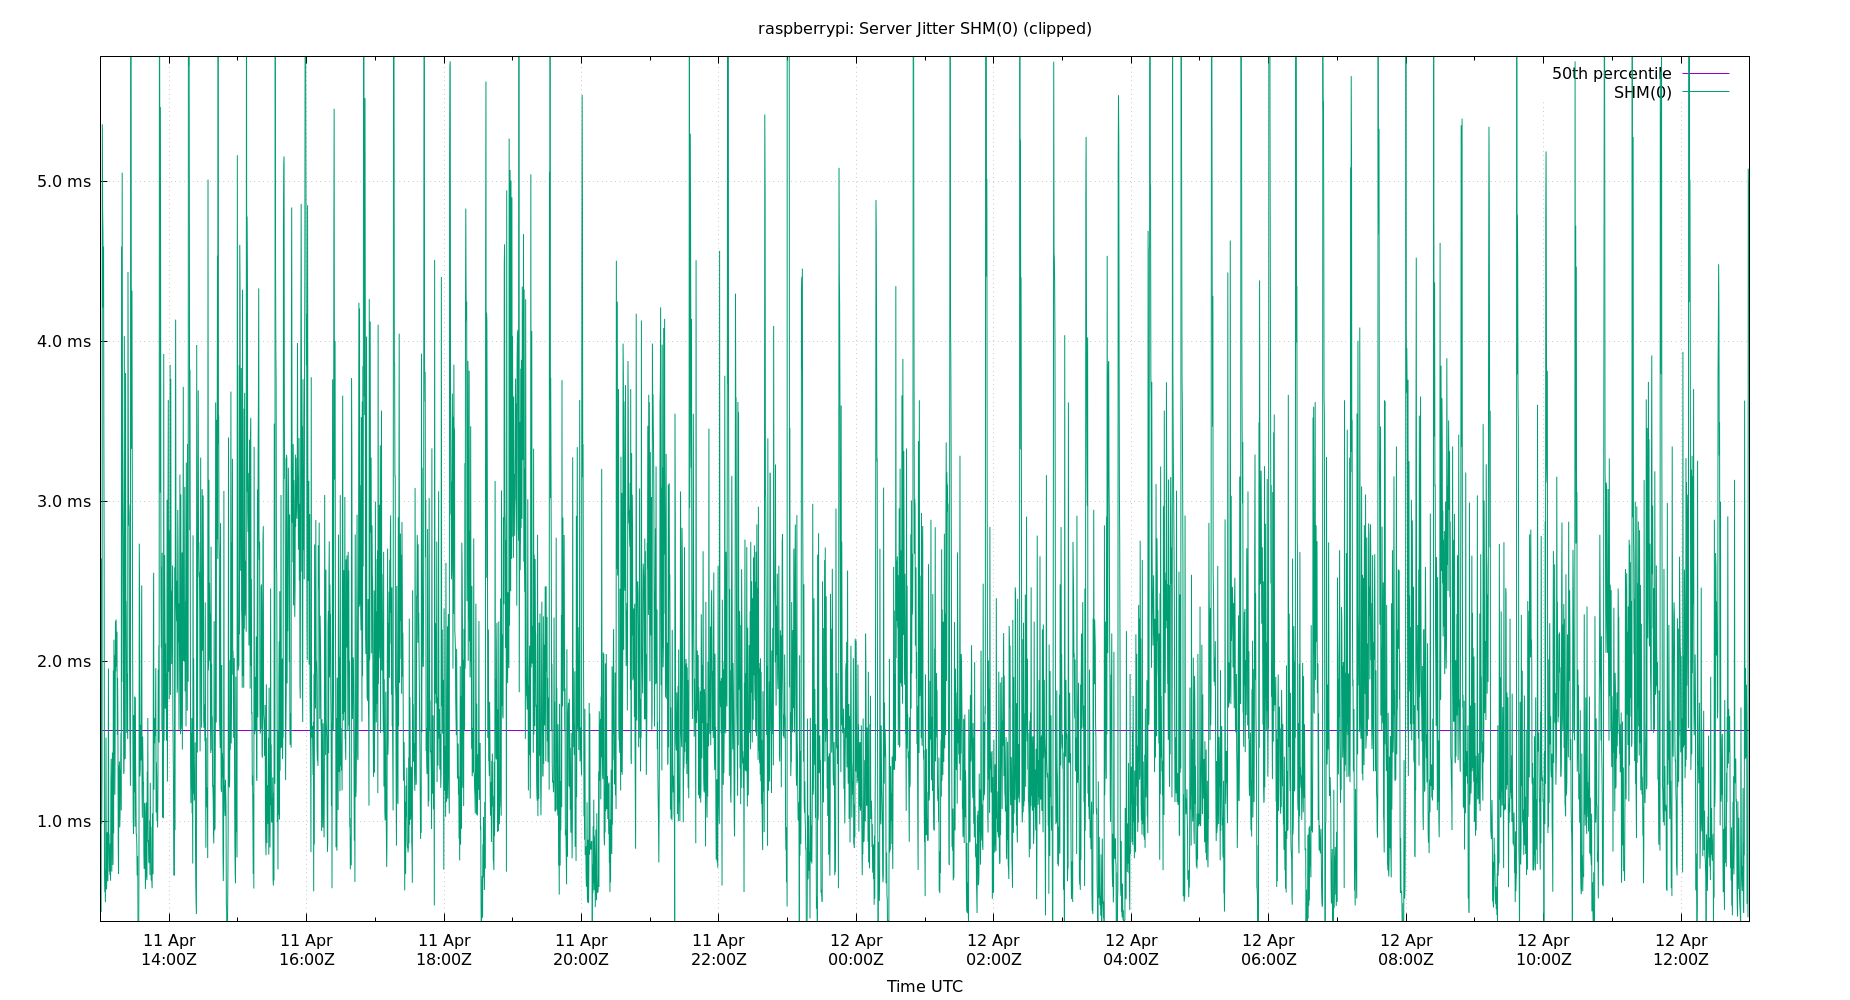 raspberrypi: Server Jitter SHM(0) (clipped)
50th percentile
SHM(0)
5.0 ms
4.0 ms
3.0 ms
2.0 ms
1.0 ms
11 Apr 11 Apr 11 Apr 11 Apr 11 Apr 12 Apr 12 Apr 12 Apr 12 Apr 12 Apr 12 Apr 12 Apr
14:00Z 16:00Z 18:00Z 20:00Z 22:00Z 00:00Z 02:00Z 04:00Z 06:00Z 08:00Z 10:00Z 12:00Z
Time UTC